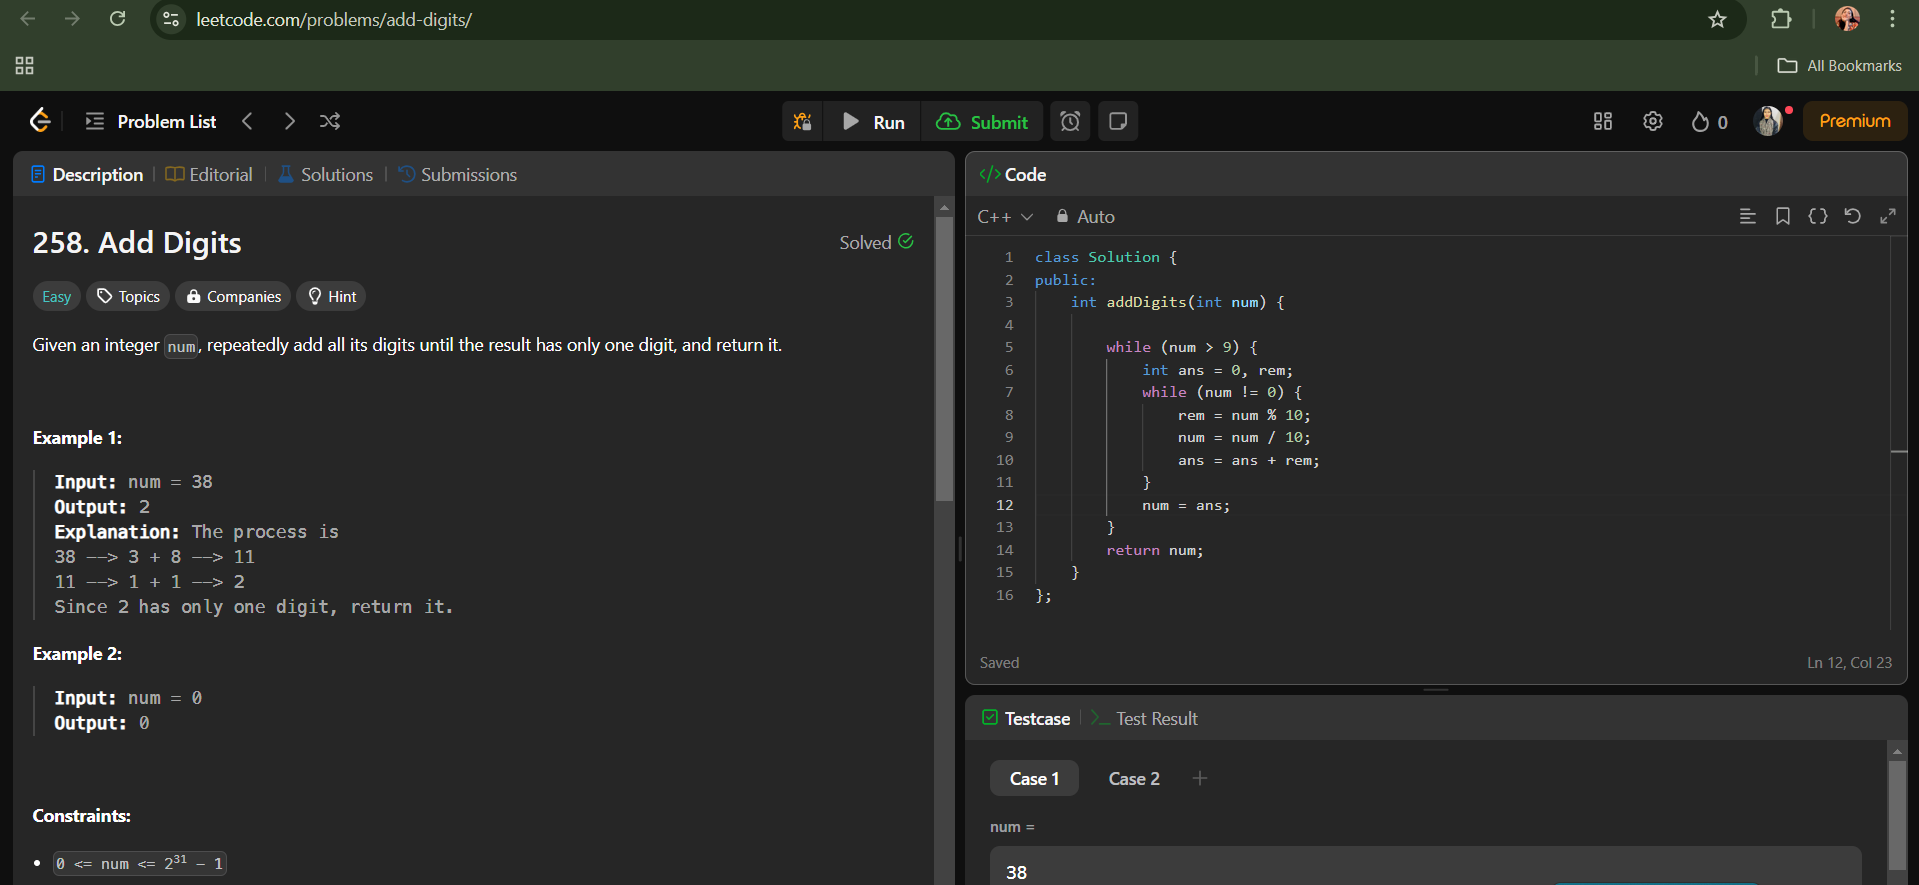 leetcode.com/problems/add-digits/
All Bookmarks
Problem List
Run
Submit
0
Premium
Description
Editorial
Solutions
Submissions
258. Add Digits
Solved
Easy
Topics
Companies
Hint
Given an integer num, repeatedly add all its digits until the result has only one digit, and return it.
Example 1:
Input: num = 38
Output: 2
Explanation: The process is
38 --> 3 + 8 --> 11
11 --> 1 + 1 --> 2
Since 2 has only one digit, return it.
Example 2:
Input: num = 0
Output: 0
Constraints:
• 0 <= num <= 2³¹ - 1
</> Code
C++
Auto
1 class Solution {
2 public:
3     int addDigits(int num) {
4
5         while (num > 9) {
6             int ans = 0, rem;
7             while (num != 0) {
8                 rem = num % 10;
9                 num = num / 10;
10                 ans = ans + rem;
11             }
12             num = ans;
13         }
14         return num;
15     }
16 };
Saved
Ln 12, Col 23
Testcase
Test Result
Case 1
Case 2
num =
38